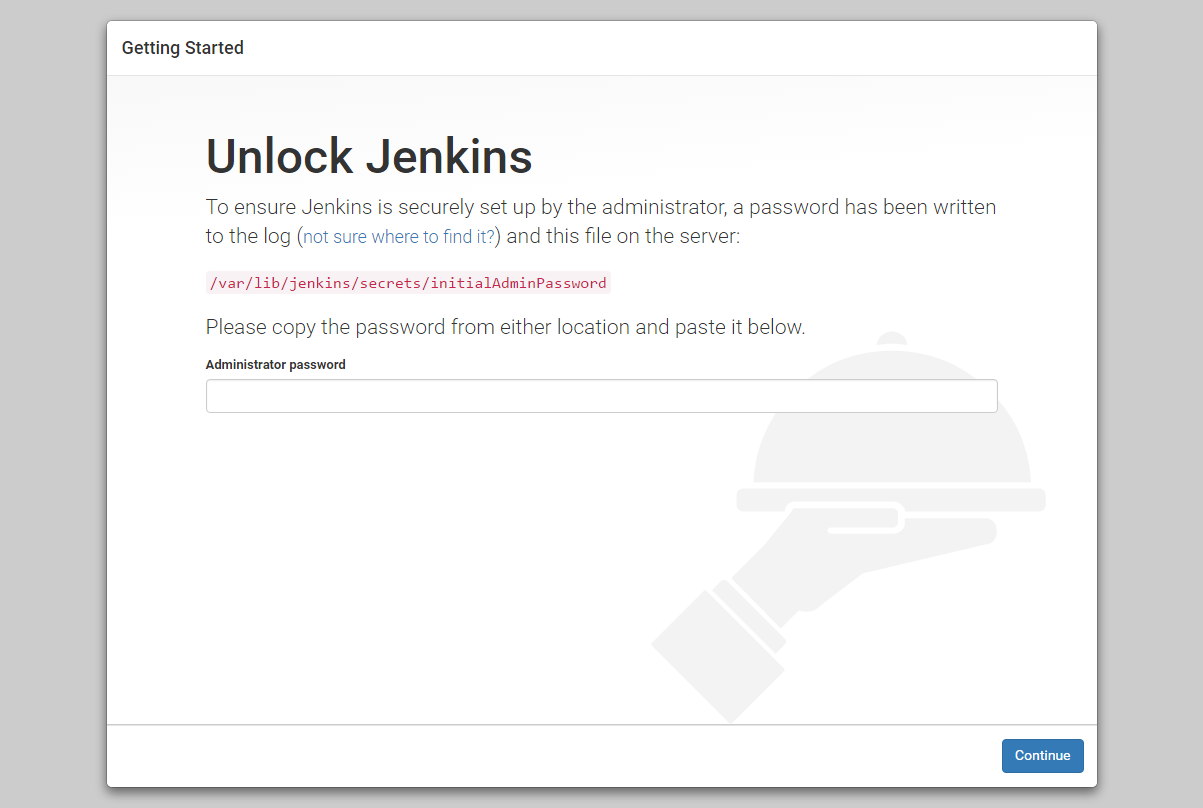 Getting Started
Unlock Jenkins
To ensure Jenkins is securely set up by the administrator, a password has been written
to the log (not sure where to find it?) and this file on the server:
/var/lib/jenkins/secrets/initialAdminPassword
Please copy the password from either location and paste it below.
Administrator password
Continue